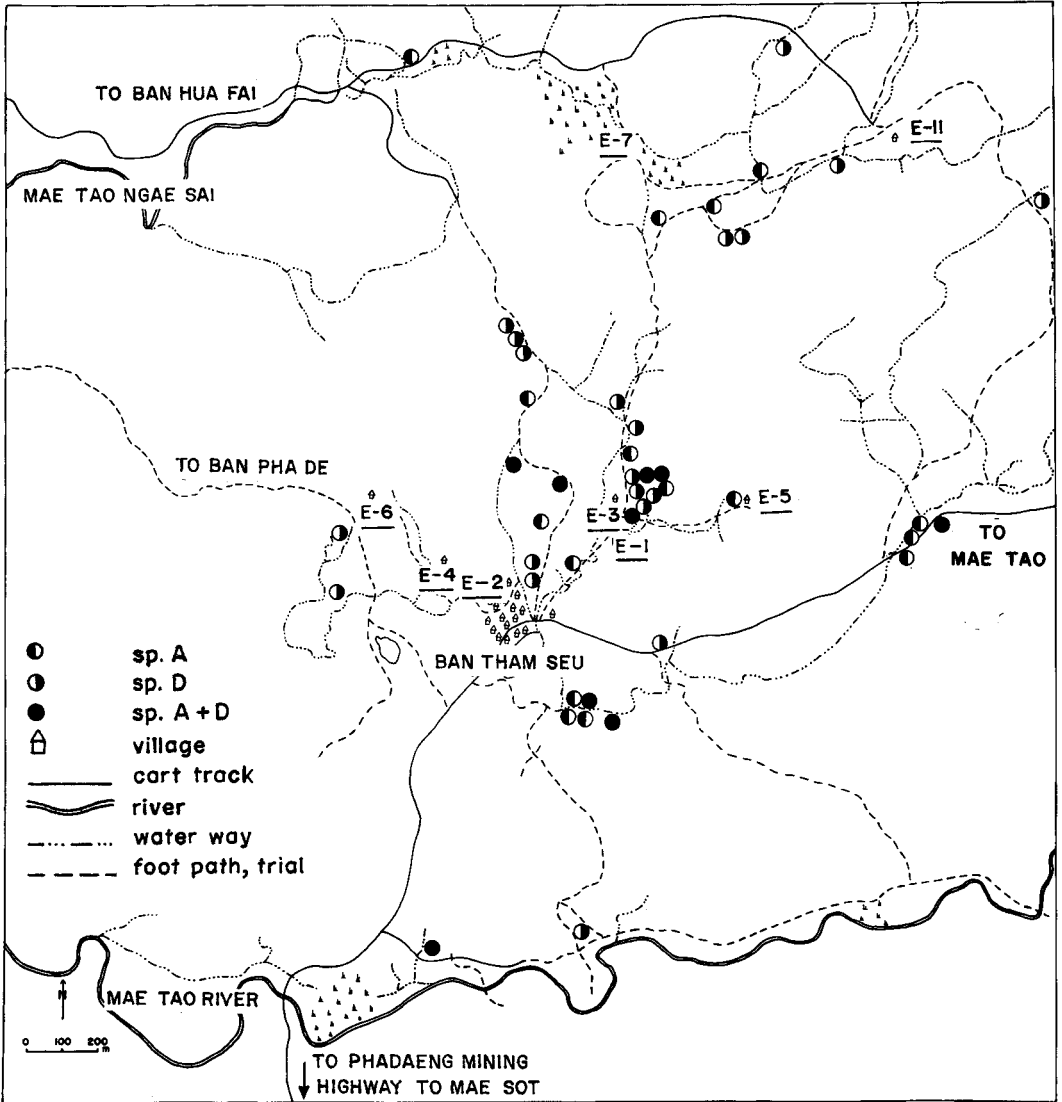 TO BAN HUA FAI
E-7
E-11
MAE TAO NGAE SAI
TO BAN PHA DE
E-6
E-3
E-5
E-1
TO
MAE TAO
E-4
E-2
BAN THAM SEU
sp. A
sp. D
sp. A + D
village
cart track
river
water way
foot path, trial
MAE TAO RIVER
N
0 100 200
m
TO PHADAENG MINING
HIGHWAY TO MAE SOT